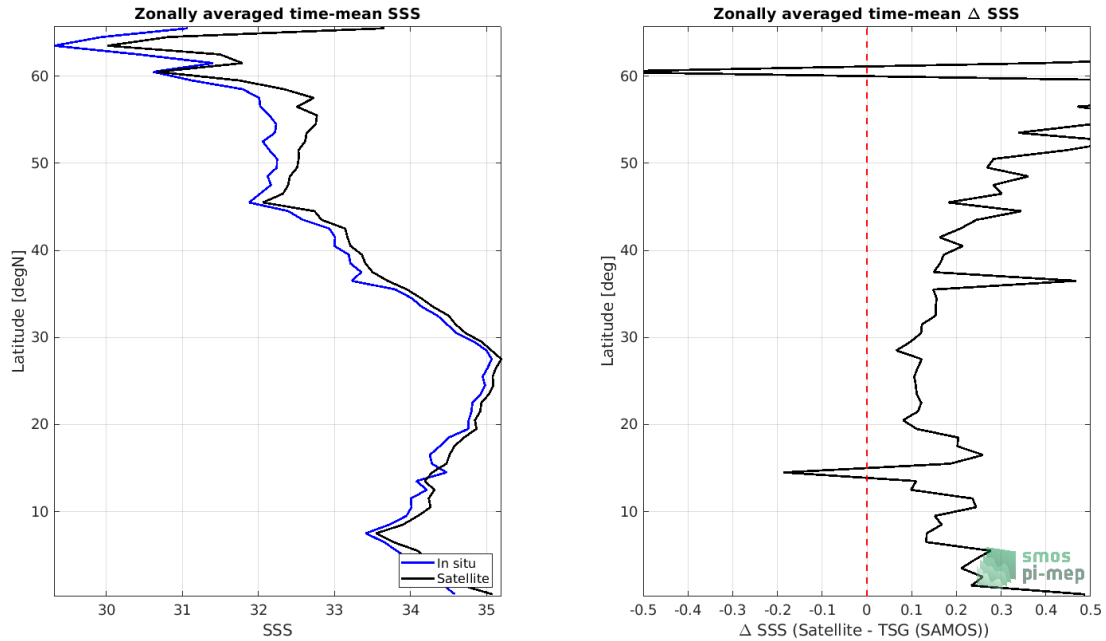 Zonally averaged time-mean SSS
Latitude [degN]
60
50
40
30
20
10
30
31
32
33
34
35
SSS
In situ
Satellite
Zonally averaged time-mean Δ SSS
Latitude [deg]
60
50
40
30
20
10
-0.5
-0.4
-0.3
-0.2
-0.1
0
0.1
0.2
0.3
0.4
0.5
Δ SSS (Satellite - TSG (SAMOS))
smos
pi-mep